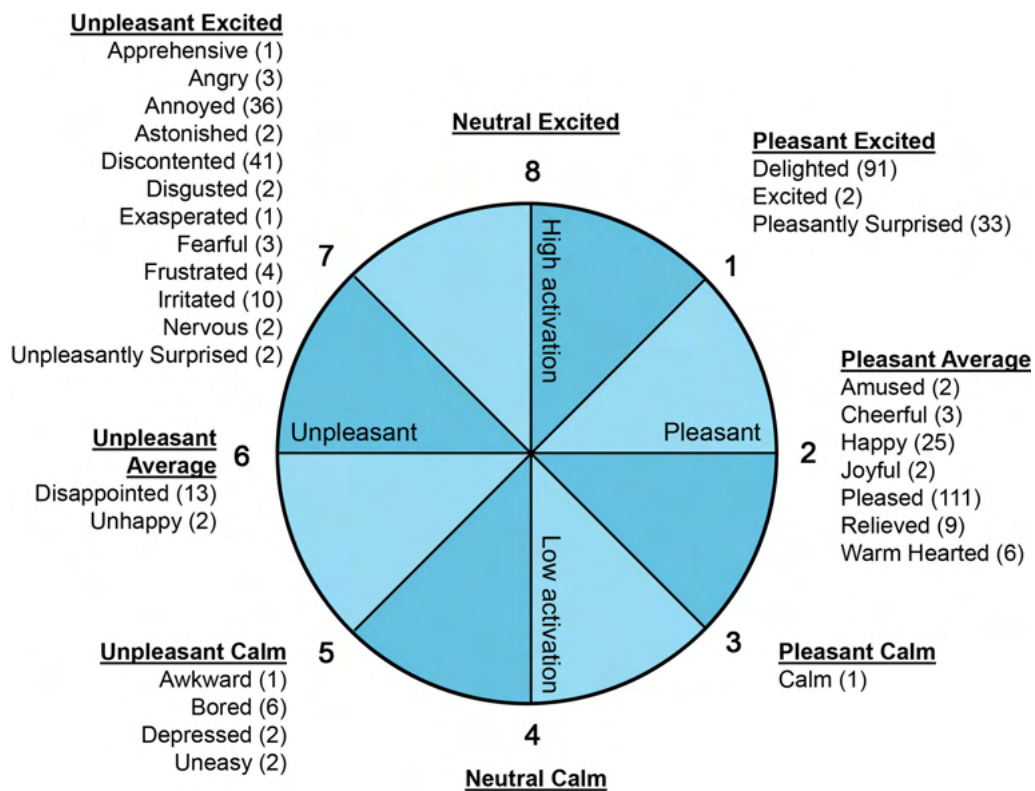 Unpleasant Excited
Apprehensive (1)
Angry (3)
Annoyed (36)
Astonished (2)
Discontented (41)
Disgusted (2)
Exasperated (1)
Fearful (3)
Frustrated (4)
Irritated (10)
Nervous (2)
Unpleasantly Surprised (2)
Neutral Excited
8
Pleasant Excited
Delighted (91)
Excited (2)
Pleasantly Surprised (33)
7
1
High activation
Unpleasant
Average
Disappointed (13)
Unhappy (2)
6
Unpleasant
Pleasant
2
Pleasant Average
Amused (2)
Cheerful (3)
Happy (25)
Joyful (2)
Pleased (111)
Relieved (9)
Warm Hearted (6)
Low activation
Unpleasant Calm
Awkward (1)
Bored (6)
Depressed (2)
Uneasy (2)
5
3
Pleasant Calm
Calm (1)
4
Neutral Calm